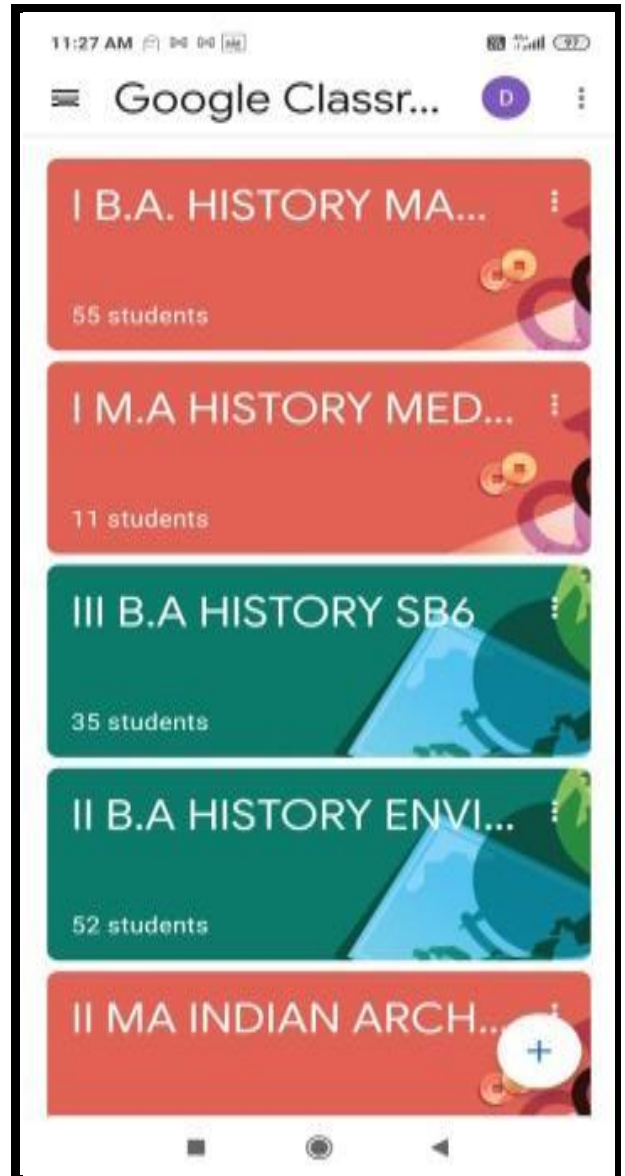 11:27 AM
97
Google Classr...
D
I B.A. HISTORY MA...
55 students
I M.A HISTORY MED...
11 students
III B.A HISTORY SB6
35 students
II B.A HISTORY ENVI...
52 students
II MA INDIAN ARCH...
+